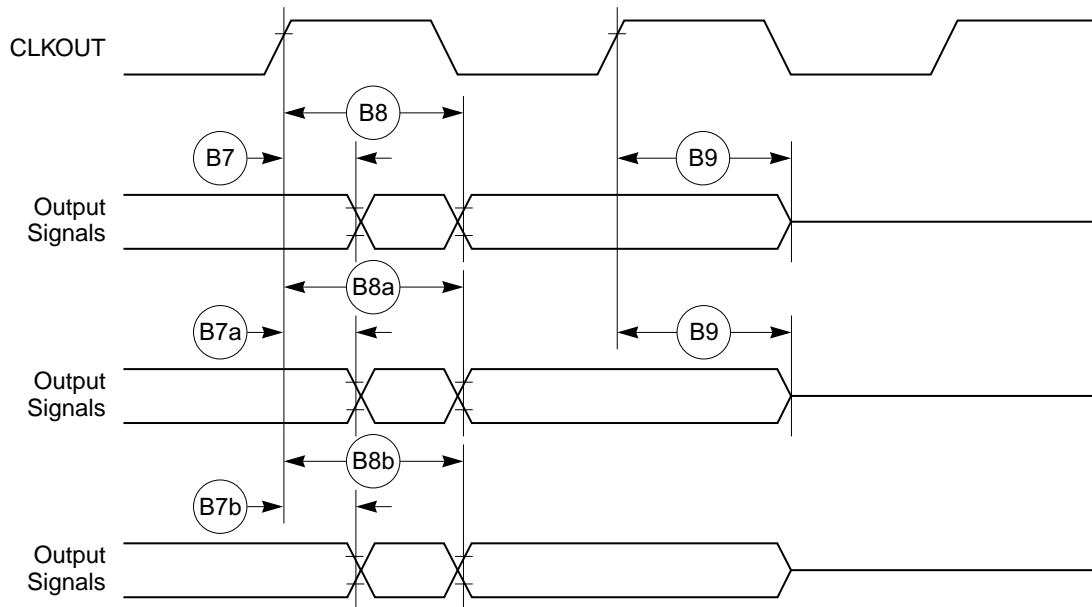 CLKOUT
B8
B7
B9
Output
Signals
B8a
B7a
B9
Output
Signals
B8b
B7b
Output
Signals